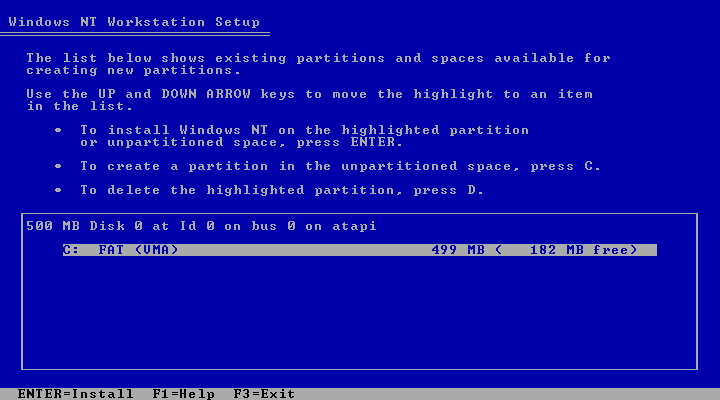 Windows NT Workstation Setup
The list below shows existing partitions and spaces available for
creating new partitions.
Use the UP and DOWN ARROW keys to move the highlight to an item
in the list.
• To install Windows NT on the highlighted partition
or unpartitioned space, press ENTER.
• To create a partition in the unpartitioned space, press C.
• To delete the highlighted partition, press D.
500 MB Disk 0 at Id 0 on bus 0 on atapi
C: FAT (VMA) 499 MB ( 182 MB free)
ENTER=Install F1=Help F3=Exit